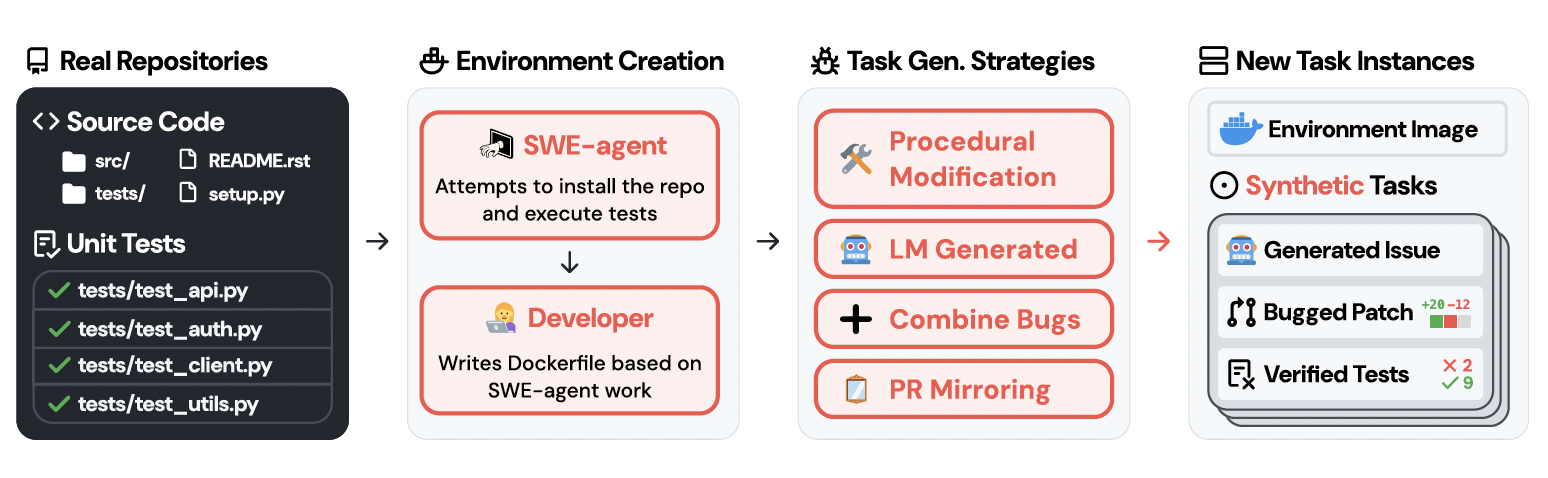 Real Repositories
Source Code
src/
README.rst
tests/
setup.py
Unit Tests
tests/test_api.py
tests/test_auth.py
tests/test_client.py
tests/test_utils.py
Environment Creation
SWE-agent
Attempts to install the repo
and execute tests
Developer
Writes Dockerfile based on
SWE-agent work
Task Gen. Strategies
Procedural
Modification
LM Generated
Combine Bugs
PR Mirroring
New Task Instances
Environment Image
Synthetic Tasks
Generated Issue
Bugged Patch +20 -12
Verified Tests
2
9